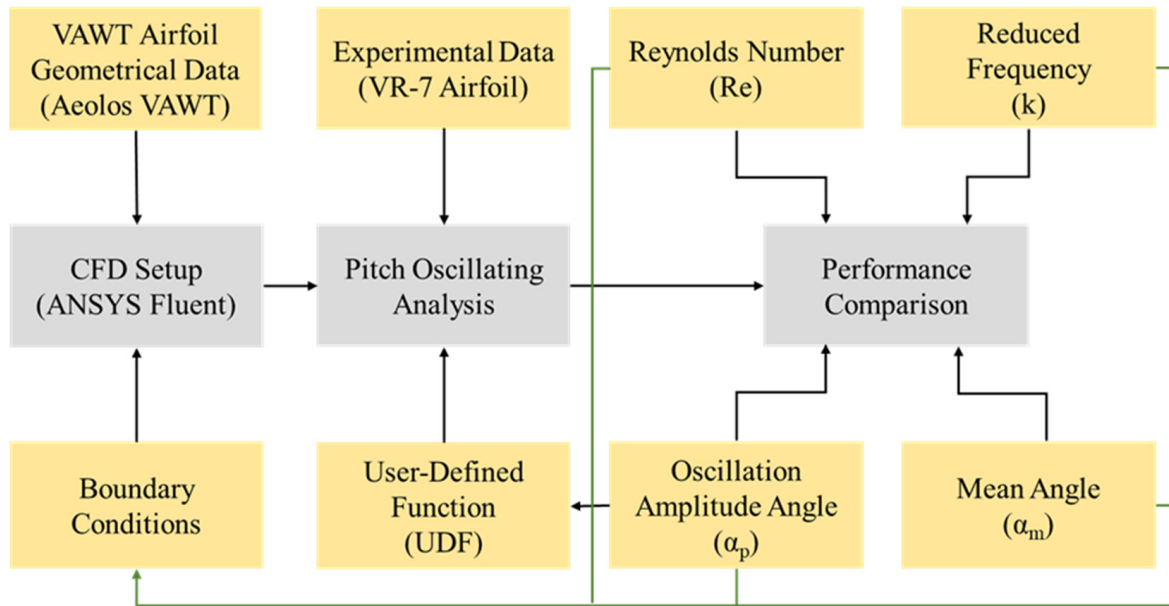 VAWT Airfoil
Geometrical Data
(Aeolos VAWT)
Experimental Data
(VR-7 Airfoil)
Reynolds Number
(Re)
Reduced
Frequency
(k)
CFD Setup
(ANSYS Fluent)
Pitch Oscillating
Analysis
Performance
Comparison
Boundary
Conditions
User-Defined
Function
(UDF)
Oscillation
Amplitude Angle
(αp)
Mean Angle
(αm)